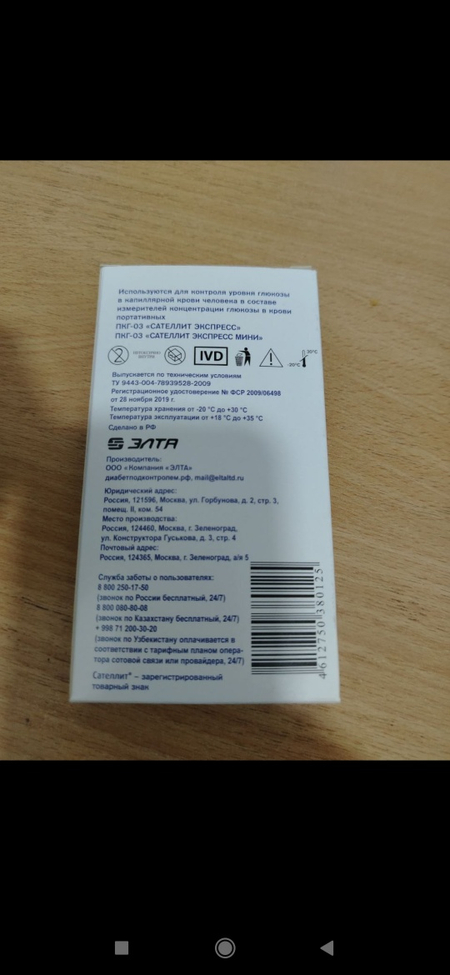 Используются для контроля уровня глюкозы
в капиллярной крови человека в составе
измерителей концентрации глюкозы в крови
портативных
ПКГ-03 «САТЕЛЛИТ ЭКСПРЕСС»
ПКГ-03 «САТЕЛЛИТ ЭКСПРЕСС МИНИ»
2
IVD
-20°C
30°C
Выпускается по техническим условиям
ТУ 9443-004-78939528-2009
Регистрационное удостоверение № ФСР 2009/06498
от 28 ноября 2019 г.
Температура хранения от -20 °С до +30 °С
Температура эксплуатации от +18 °С до +35 °С
Сделано в РФ
ЭЛТА
Производитель:
ООО «Компания «ЭЛТА»
диабетподконтролем.рф, mail@eltaltd.ru
Юридический адрес:
Россия, 121596, Москва, ул. Горбунова, д. 2, стр. 3,
помещ. II, ком. 54
Место производства:
Россия, 124460, Москва, г. Зеленоград,
ул. Конструктора Гуськова, д. 3, стр. 4
Почтовый адрес:
Россия, 124365, Москва, г. Зеленоград, а/я 5
Служба заботы о пользователях:
8 800 250-17-50
(звонок по России бесплатный, 24/7)
8 800 080-80-08
(звонок по Казахстану бесплатный, 24/7)
+ 998 71 200-30-20
(звонок по Узбекистану оплачивается в
соответствии с тарифным планом опера-
тора сотовой связи или провайдера, 24/7)
Сателлит® – зарегистрированный
товарный знак
4612750380125